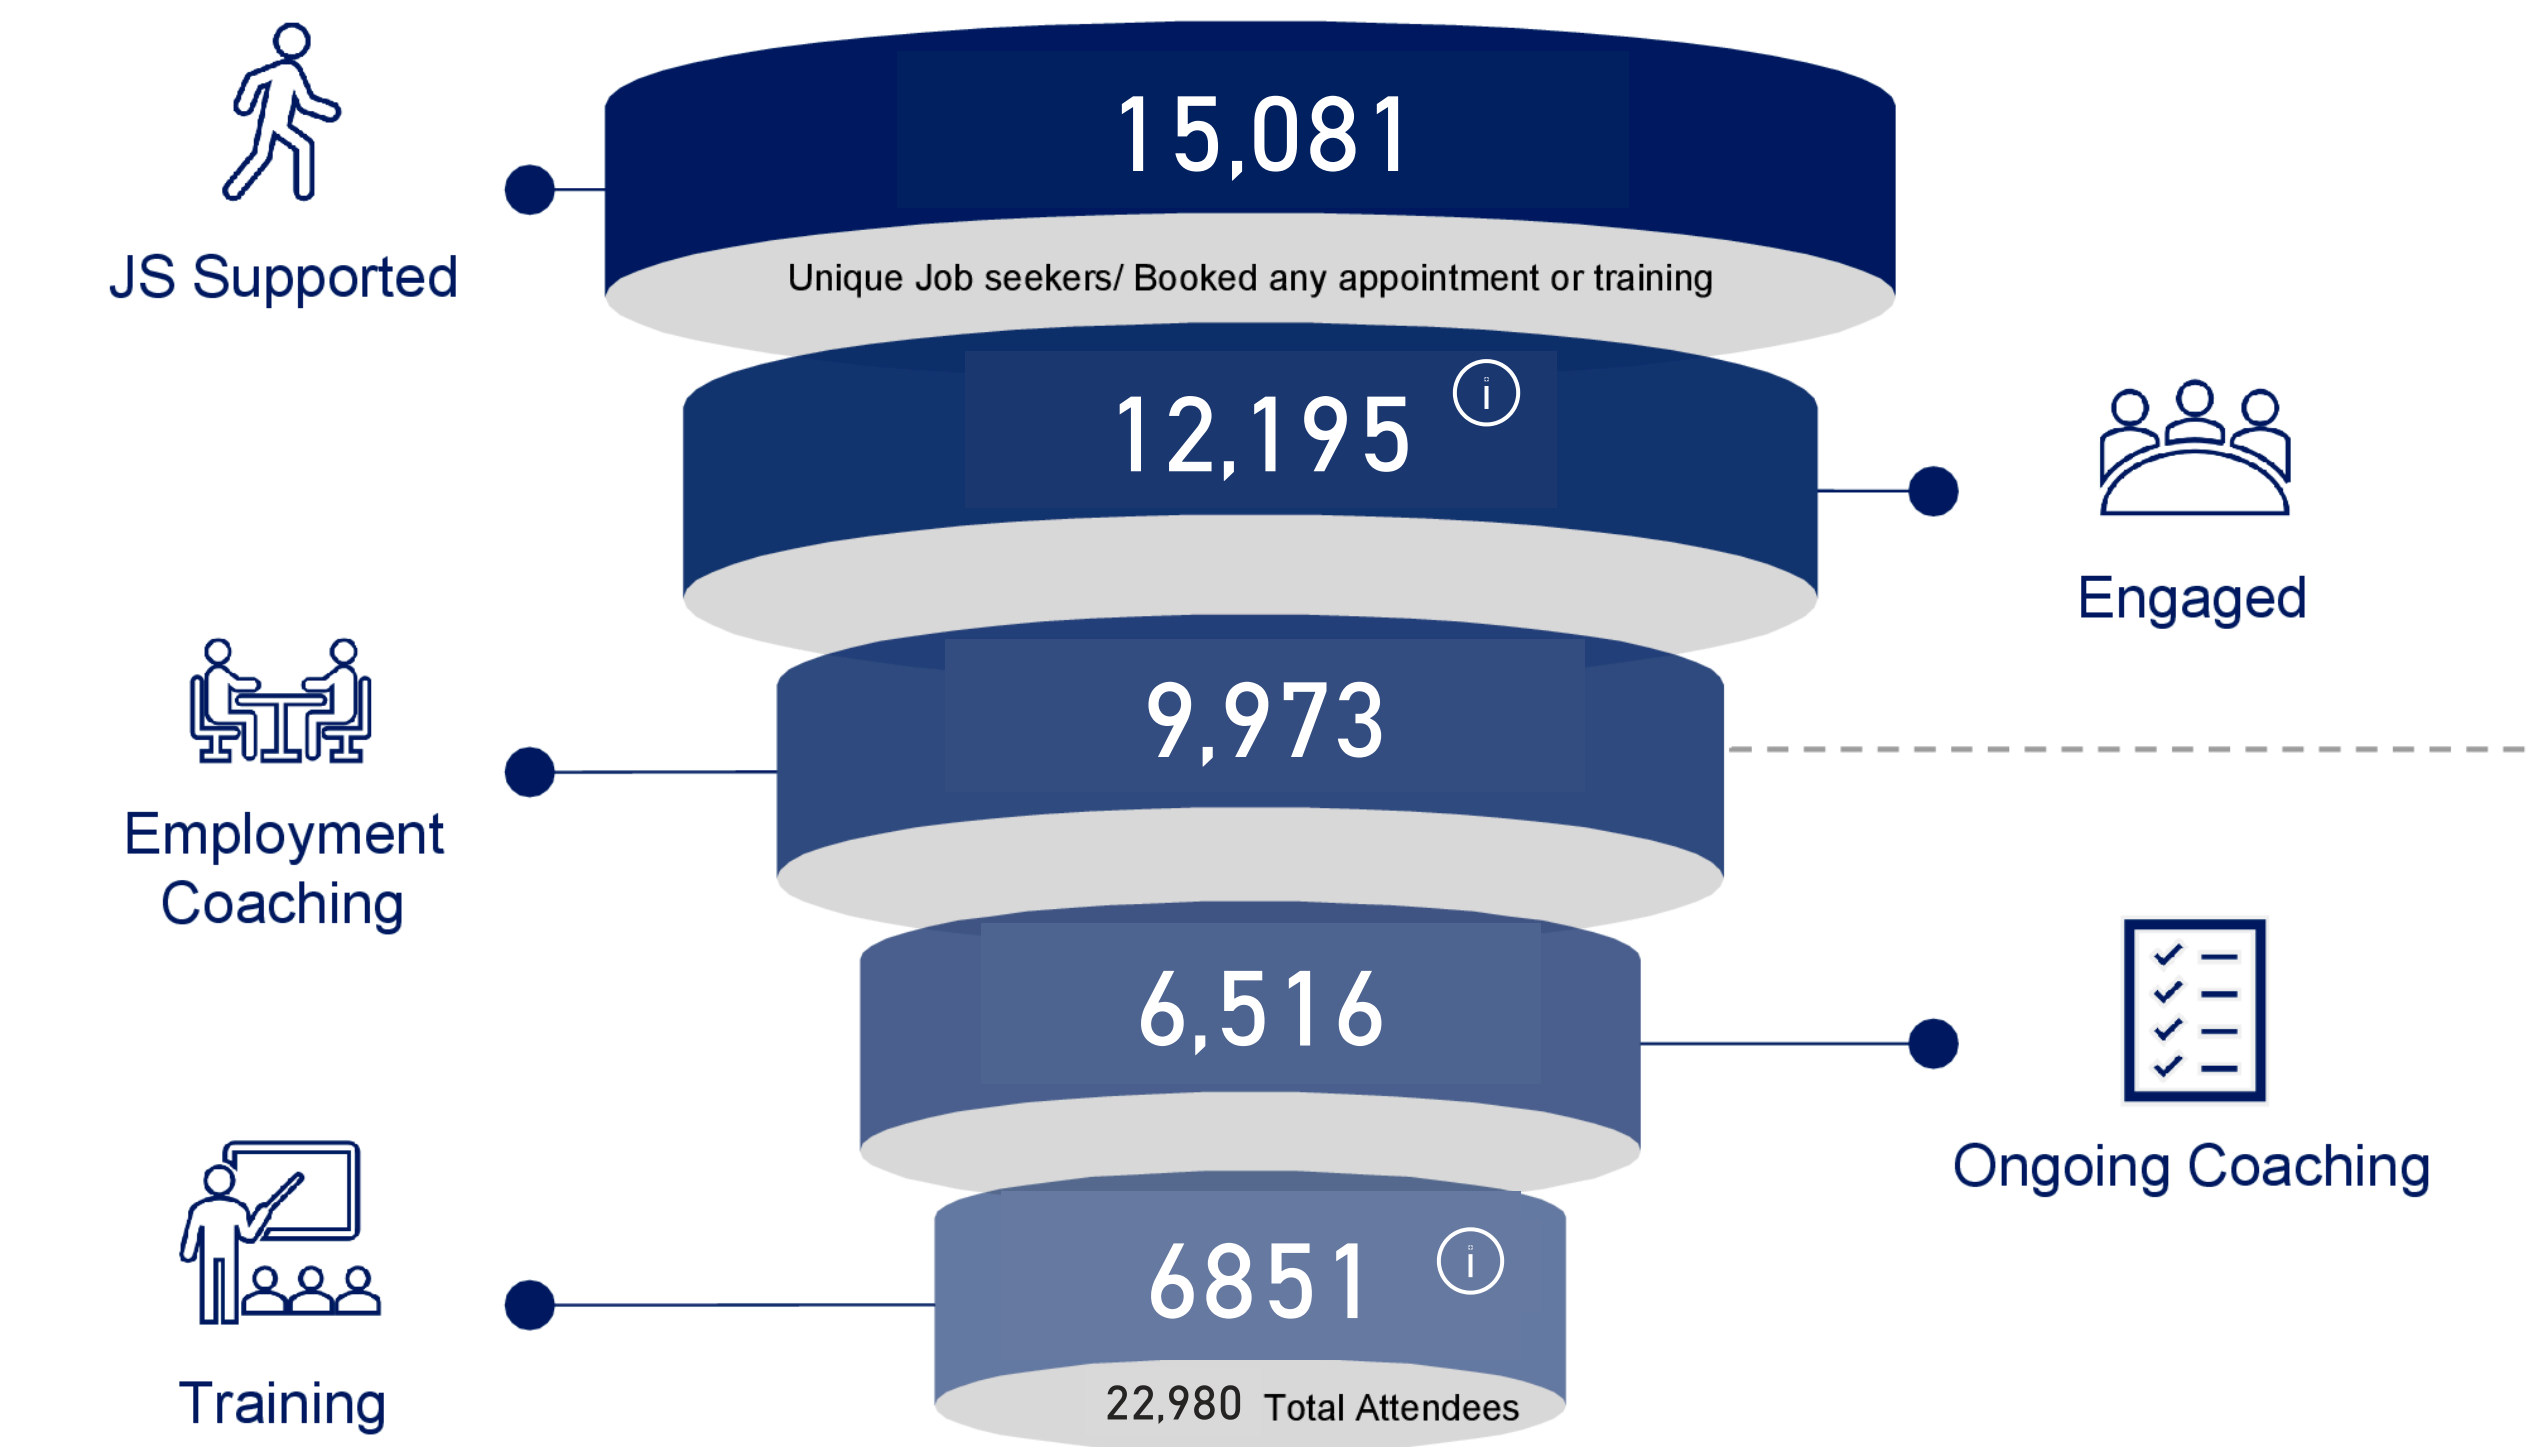 15,081
JS Supported
Unique Job seekers/ Booked any appointment or training
12,195 i
Engaged
9,973
Employment
Coaching
6,516
Ongoing Coaching
6851 i
Training
22,980 Total Attendees